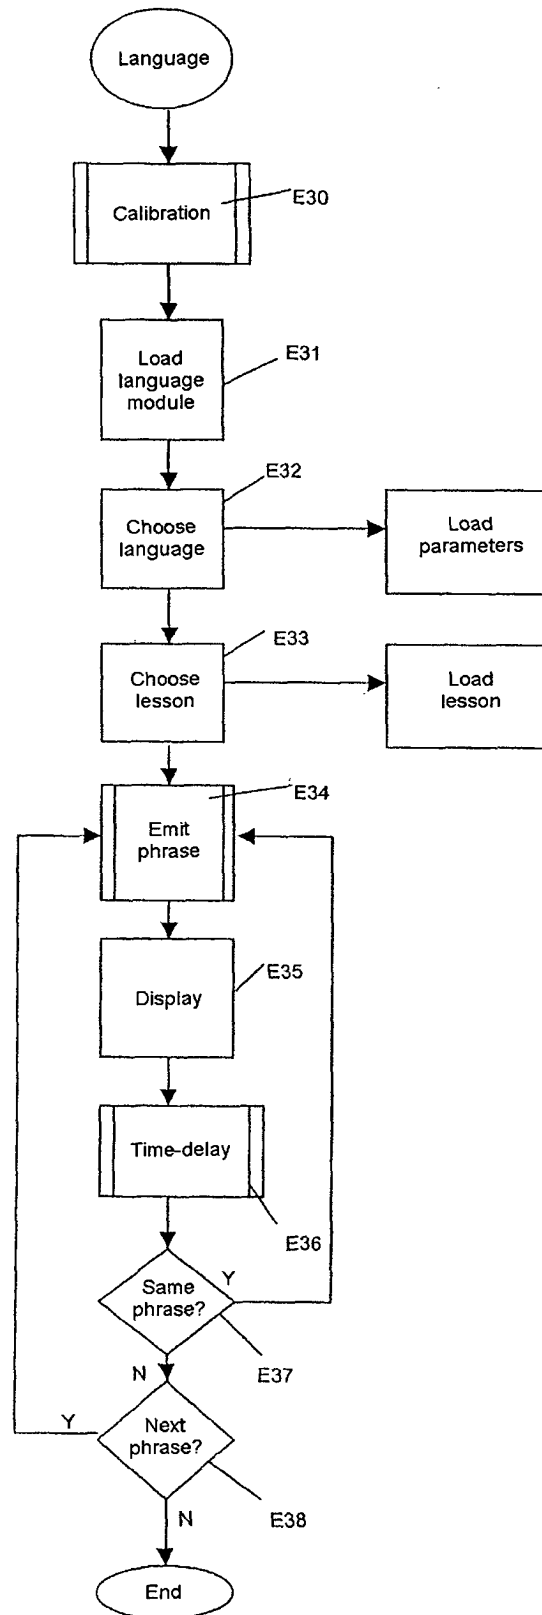 Language
Calibration
E30
Load
language
module
E31
E32
Choose
language
Load
parameters
E33
Choose
lesson
Load
lesson
E34
Emit
phrase
E35
Display
Time-delay
E36
Same
phrase?
Y
E37
N
Next
phrase?
Y
E38
N
End